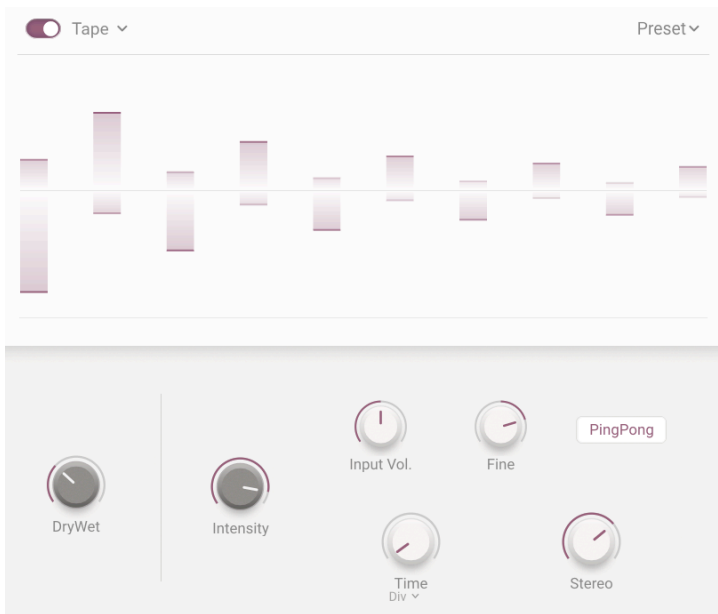 Tape
Preset
Input Vol.
Fine
PingPong
DryWet
Intensity
Time
Div
Stereo